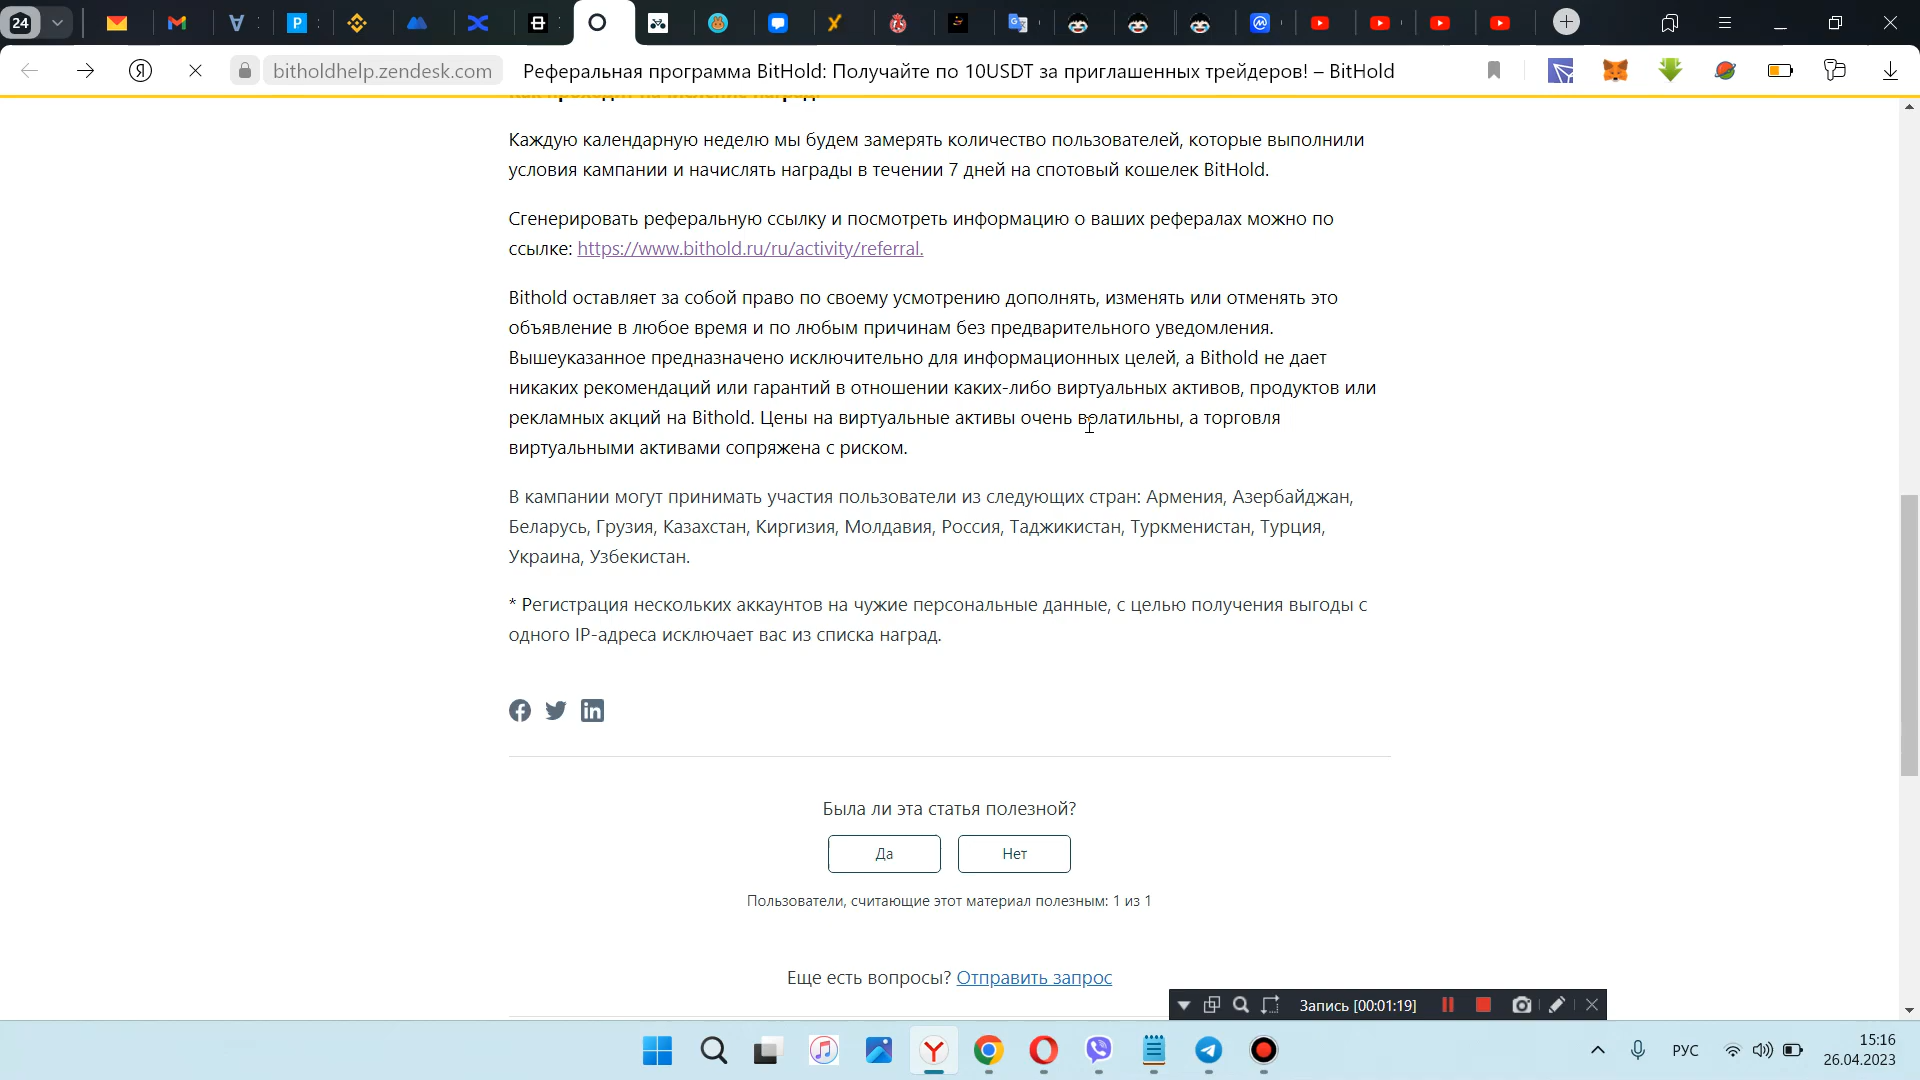 24
bitholdhelp.zendesk.com
Реферальная программа BitHold: Получайте по 10USDT за приглашенных трейдеров! – BitHold
Каждую календарную неделю мы будем замерять количество пользователей, которые выполнили
условия кампании и начислять награды в течении 7 дней на спотовый кошелек BitHold.
Сгенерировать реферальную ссылку и посмотреть информацию о ваших рефералах можно по
ссылке: https://www.bithold.ru/ru/activity/referral.
Bithold оставляет за собой право по своему усмотрению дополнять, изменять или отменять это
объявление в любое время и по любым причинам без предварительного уведомления.
Вышеуказанное предназначено исключительно для информационных целей, а Bithold не дает
никаких рекомендаций или гарантий в отношении каких-либо виртуальных активов, продуктов или
рекламных акций на Bithold. Цены на виртуальные активы очень волатильны, а торговля
виртуальными активами сопряжена с риском.
В кампании могут принимать участия пользователи из следующих стран: Армения, Азербайджан,
Беларусь, Грузия, Казахстан, Киргизия, Молдавия, Россия, Таджикистан, Туркменистан, Турция,
Украина, Узбекистан.
* Регистрация нескольких аккаунтов на чужие персональные данные, с целью получения выгоды с
одного IP-адреса исключает вас из списка наград.
Была ли эта статья полезной?
Да
Нет
Пользователи, считающие этот материал полезным: 1 из 1
Еще есть вопросы? Отправить запрос
Запись [00:01:19]
РУС
15:16
26.04.2023